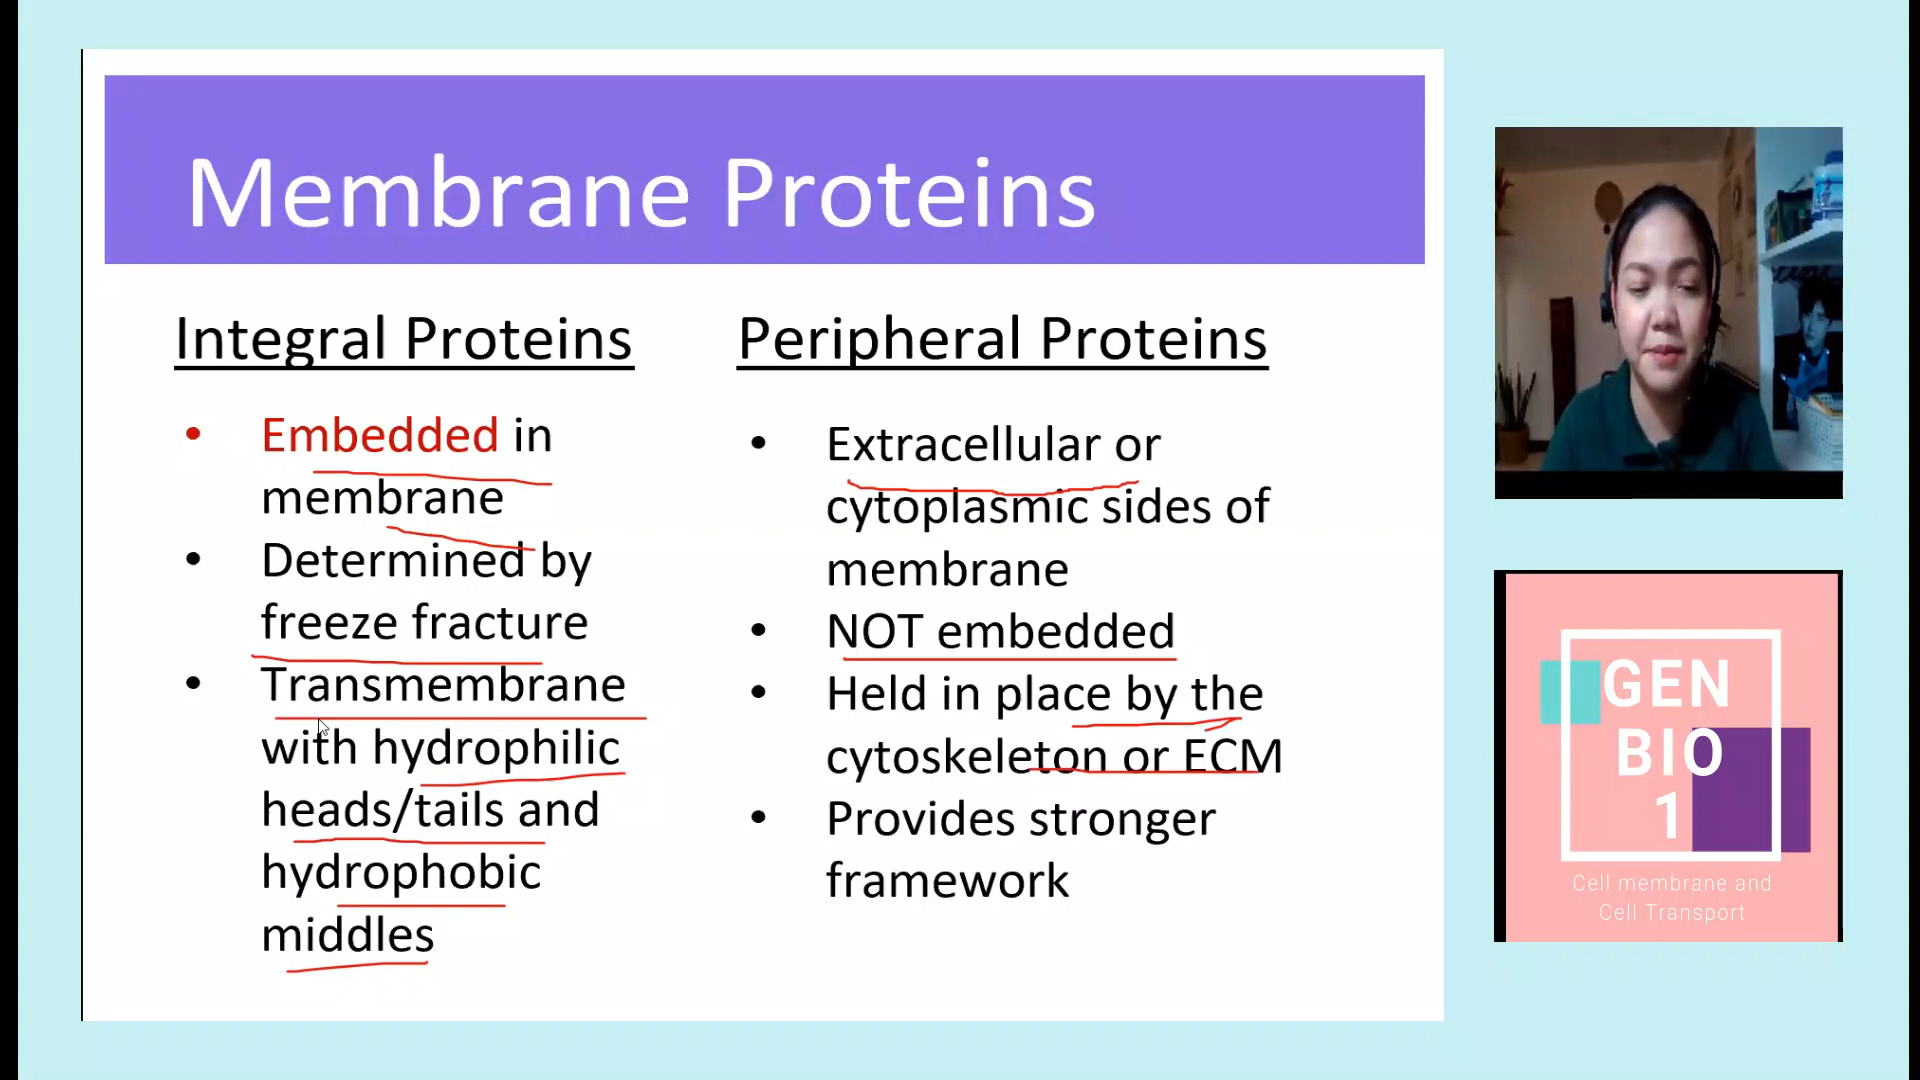 Membrane Proteins
Integral Proteins
• Embedded in
membrane
• Determined by
freeze fracture
• Transmembrane
with hydrophilic
heads/tails and
hydrophobic
middles
Peripheral Proteins
• Extracellular or
cytoplasmic sides of
membrane
• NOT embedded
• Held in place by the
cytoskeleton or ECM
• Provides stronger
framework
GEN
BIO
1
Cell membrane and
Cell Transport